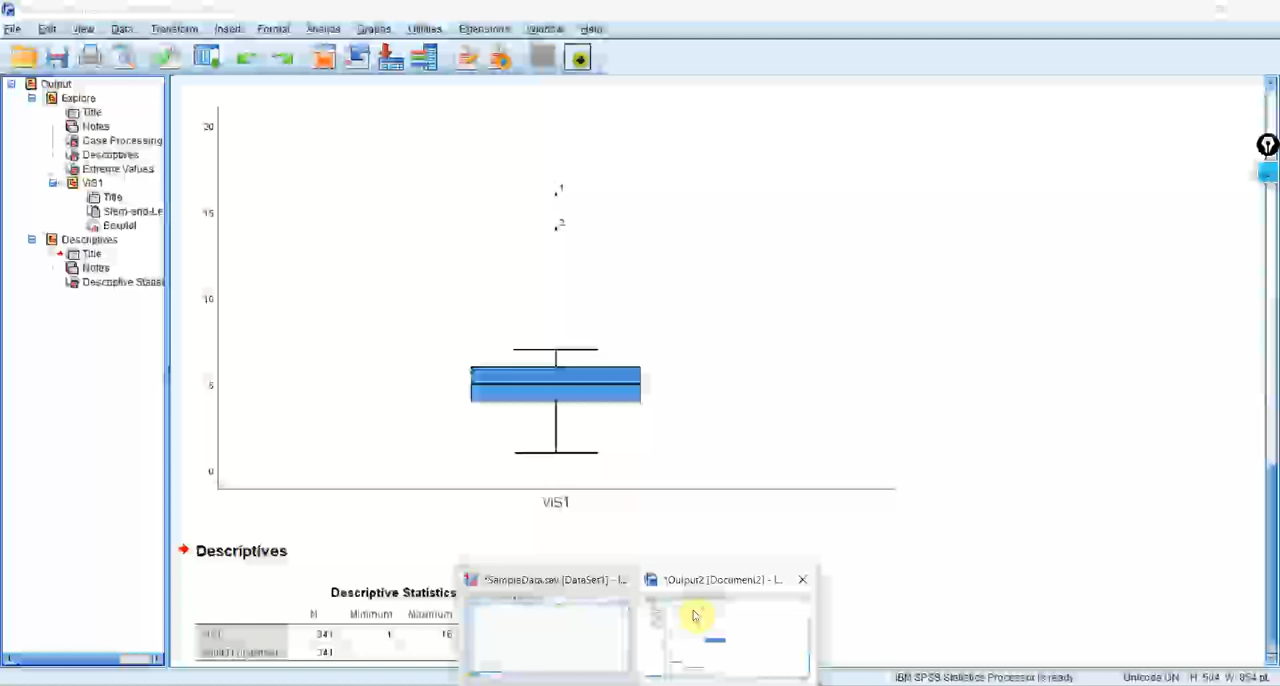 File Edit View Data Transform Insert Format Analyze Graphs Utilities Extensions Window Help
Output
Explore
Title
Notes
Case Processing
Descriptives
Extreme Values
VIS1
Title
Stem-and-Le
Boxplot
Descriptives
Title
Notes
Descriptive Statis
20
15
10
5
0
1
2
VIS1
Descriptives
Descriptive Statistics
N Minimum Maximum
341 1 16
341
*SampleData.sav [DataSet1] - I...
*Output2 [Document2] - I...
IBM SPSS Statistics Processor is ready Unicode:ON H: 504 W: 854 pt.